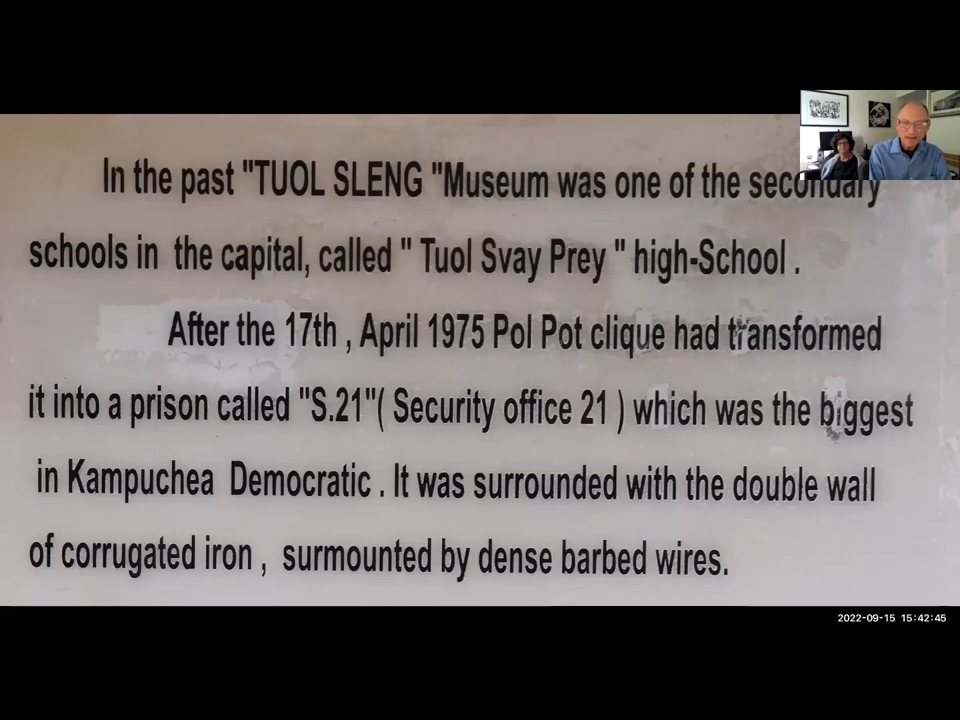 In the past "TUOL SLENG "Museum was one of the secondary
schools in the capital, called " Tuol Svay Prey " high-School .
After the 17th , April 1975 Pol Pot clique had transformed
it into a prison called "S.21"( Security office 21 ) which was the biggest
in Kampuchea Democratic . It was surrounded with the double wall
of corrugated iron , surmounted by dense barbed wires.
2022-09-15 15:42:45